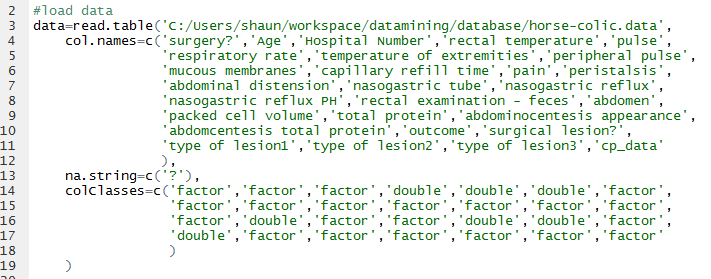 2 #load data
3 data=read.table('C:/Users/shaun/workspace/datamining/database/horse-colic.data',
4 col.names=c('surgery?','Age','Hospital Number','rectal temperature','pulse',
5 'respiratory rate','temperature of extremities','peripheral pulse',
6 'mucous membranes','capillary refill time','pain','peristalsis',
7 'abdominal distension','nasogastric tube','nasogastric reflux',
8 'nasogastric reflux PH','rectal examination - feces','abdomen',
9 'packed cell volume','total protein','abdominocentesis appearance',
10 'abdomcentesis total protein','outcome','surgical lesion?',
11 'type of lesion1','type of lesion2','type of lesion3','cp_data'
12 ),
13 na.string=c('?'),
14 colClasses=c('factor','factor','factor','double','double','double','factor',
15 'factor','factor','factor','factor','factor','factor','factor',
16 'factor','double','factor','factor','double','double','factor',
17 'double','factor','factor','factor','factor','factor','factor'
18 )
19 )